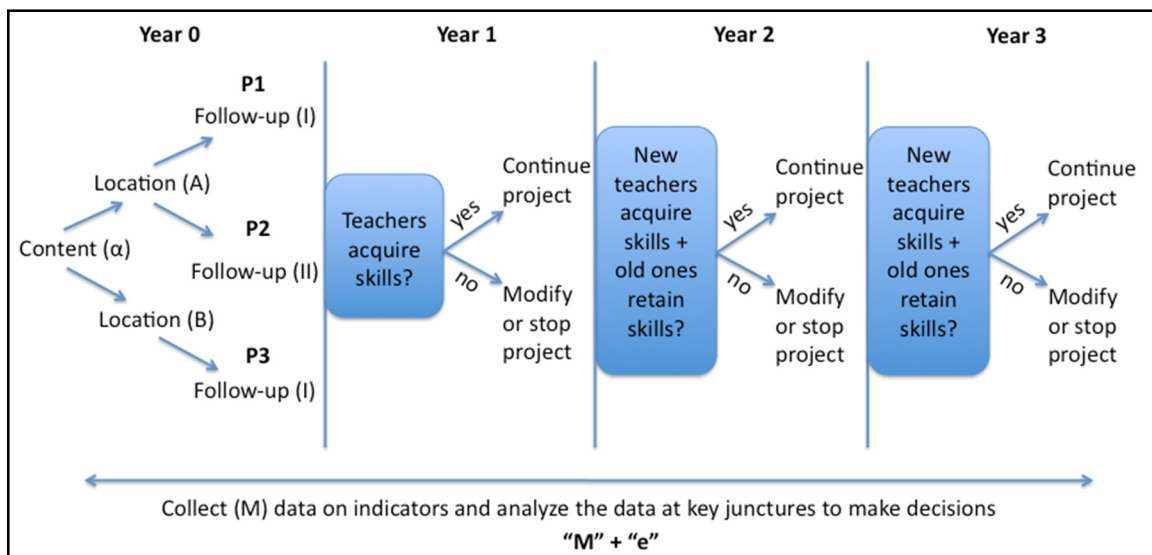 Year 0
Year 1
Year 2
Year 3
P1
Follow-up (I)
Location (A)
P2
Content (α)
Follow-up (II)
Location (B)
P3
Follow-up (I)
Teachers
acquire
skills?
yes
no
Continue
project
Modify
or stop
project
New
teachers
acquire
skills +
old ones
retain
skills?
yes
no
Continue
project
Modify
or stop
project
New
teachers
acquire
skills +
old ones
retain
skills?
yes
no
Continue
project
Modify
or stop
project
Collect (M) data on indicators and analyze the data at key junctures to make decisions
“M” + “e”